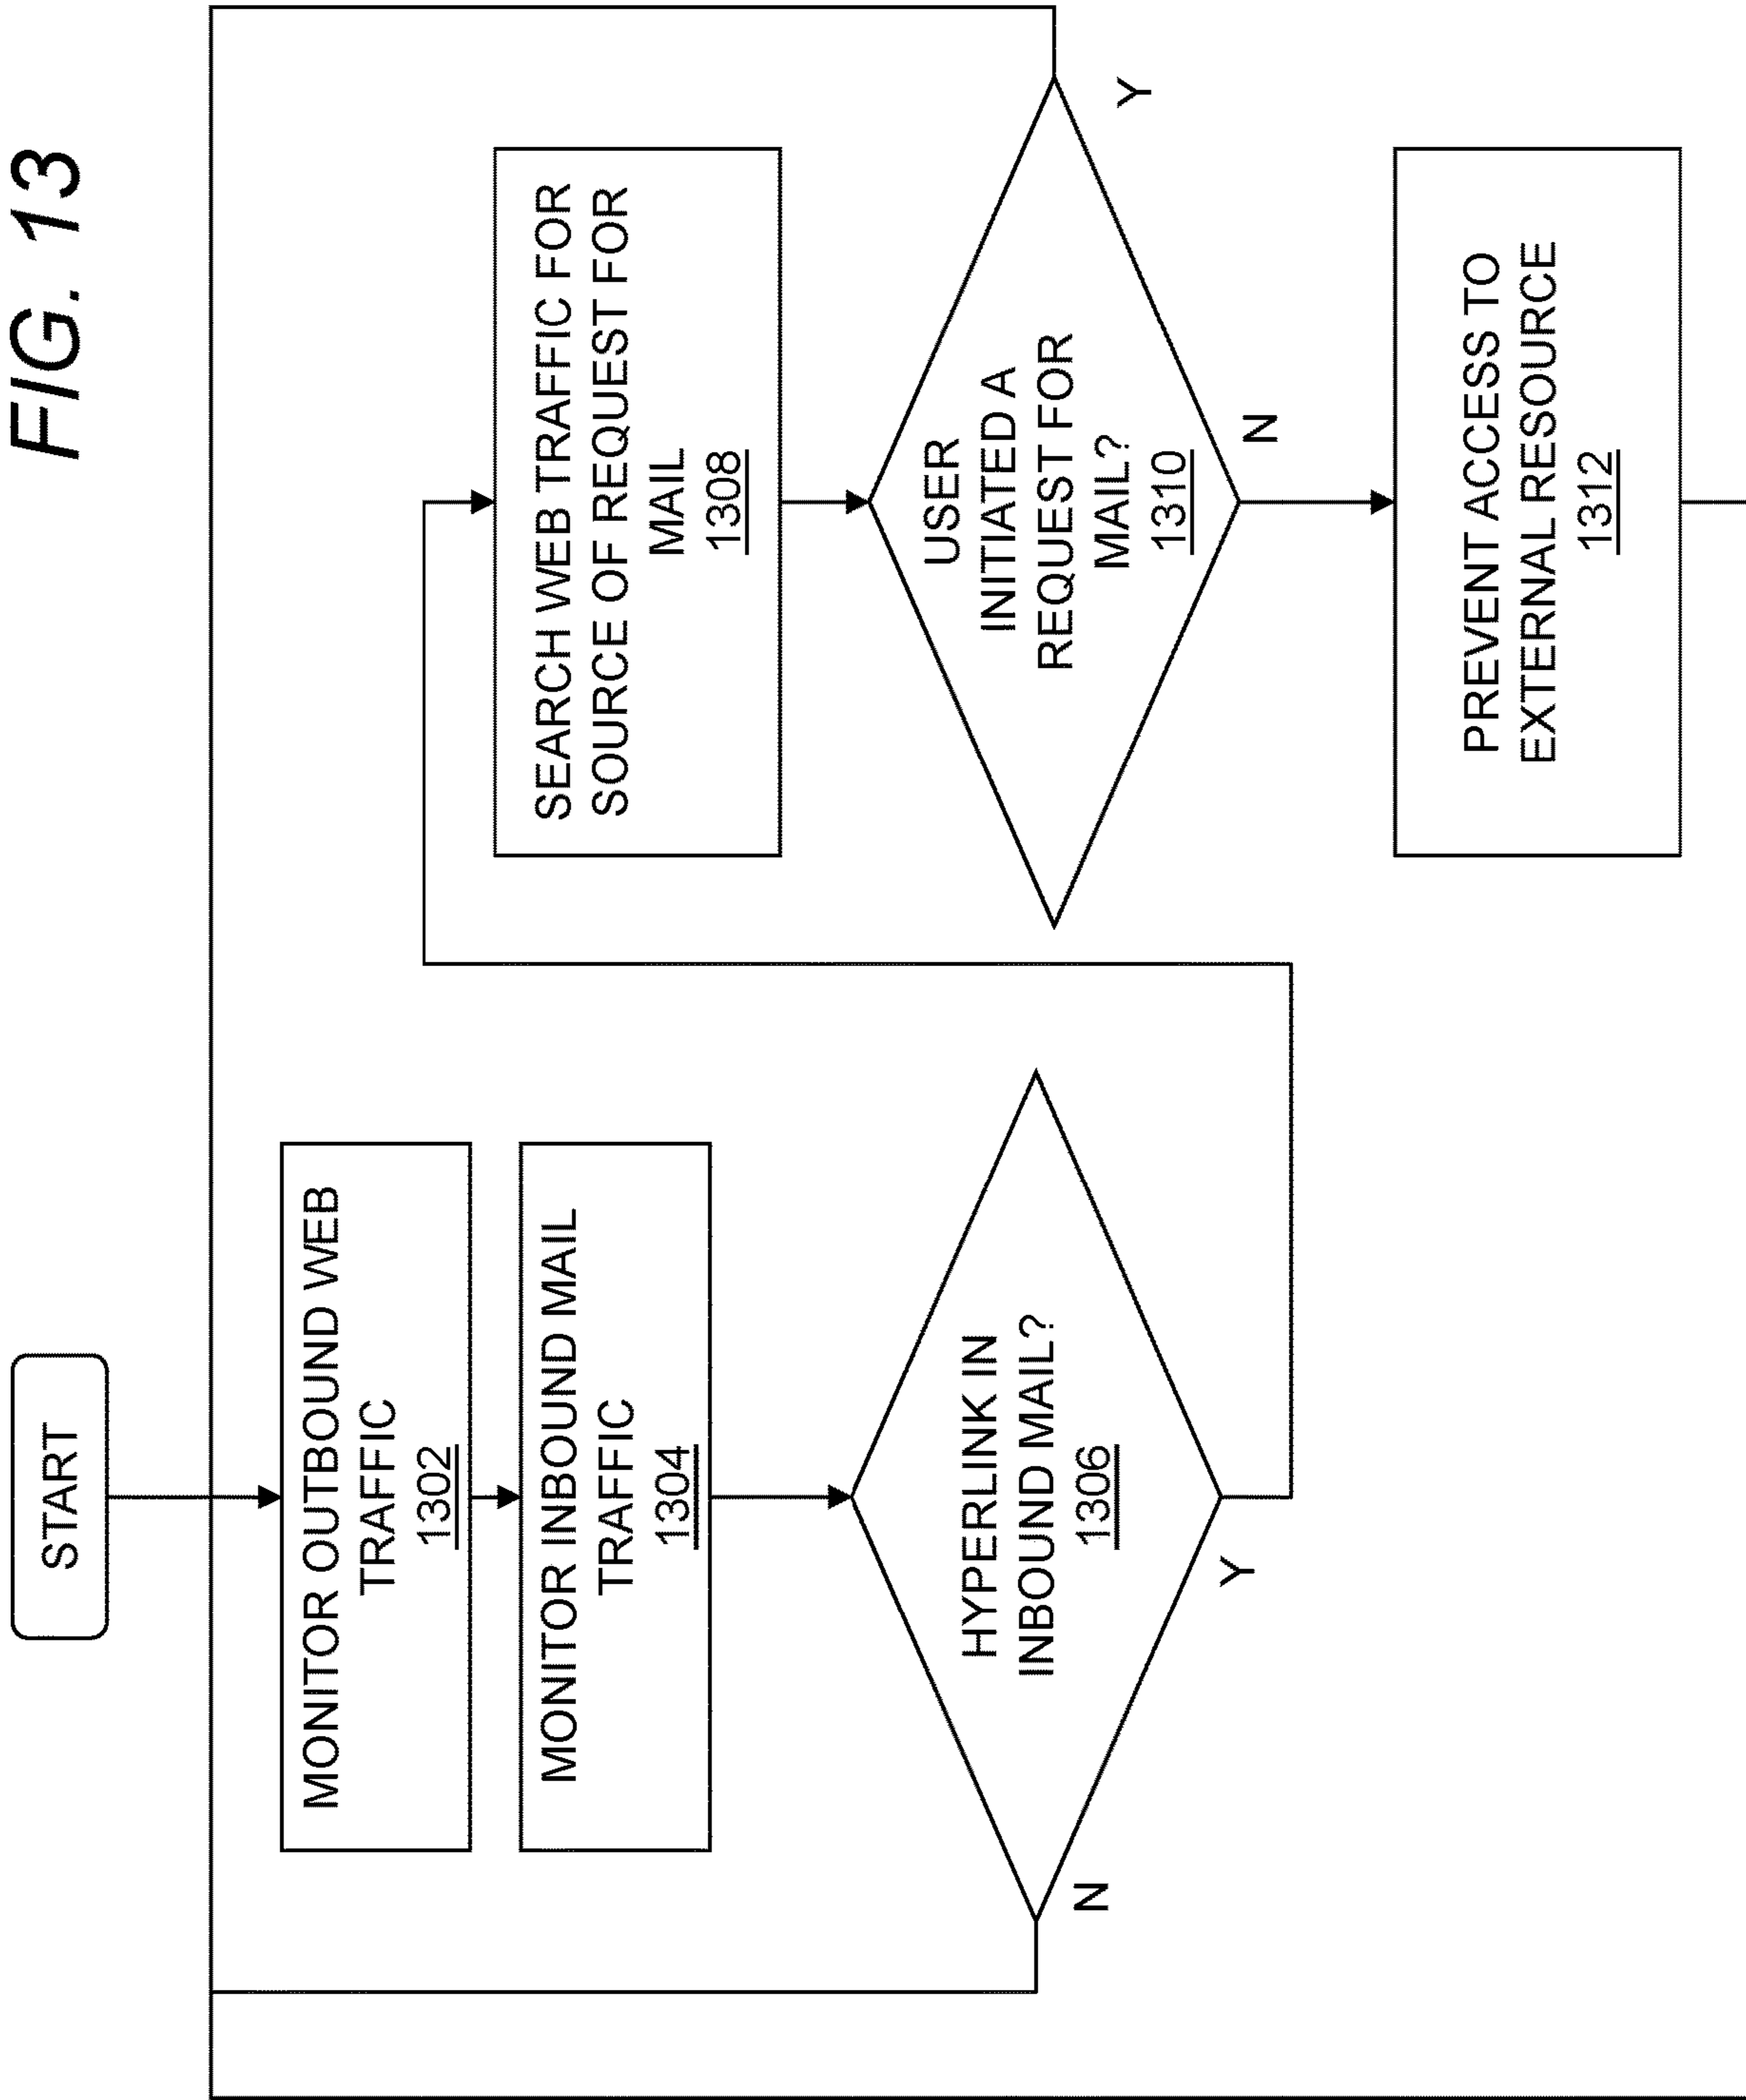 FIG. 13
START
MONITOR OUTBOUND WEB
TRAFFIC
1302
MONITOR INBOUND MAIL
TRAFFIC
1304
HYPERLINK IN
INBOUND MAIL?
1306
N
Y
SEARCH WEB TRAFFIC FOR
SOURCE OF REQUEST FOR
MAIL
1308
USER
INITIATED A
REQUEST FOR
MAIL?
1310
Y
N
PREVENT ACCESS TO
EXTERNAL RESOURCE
1312